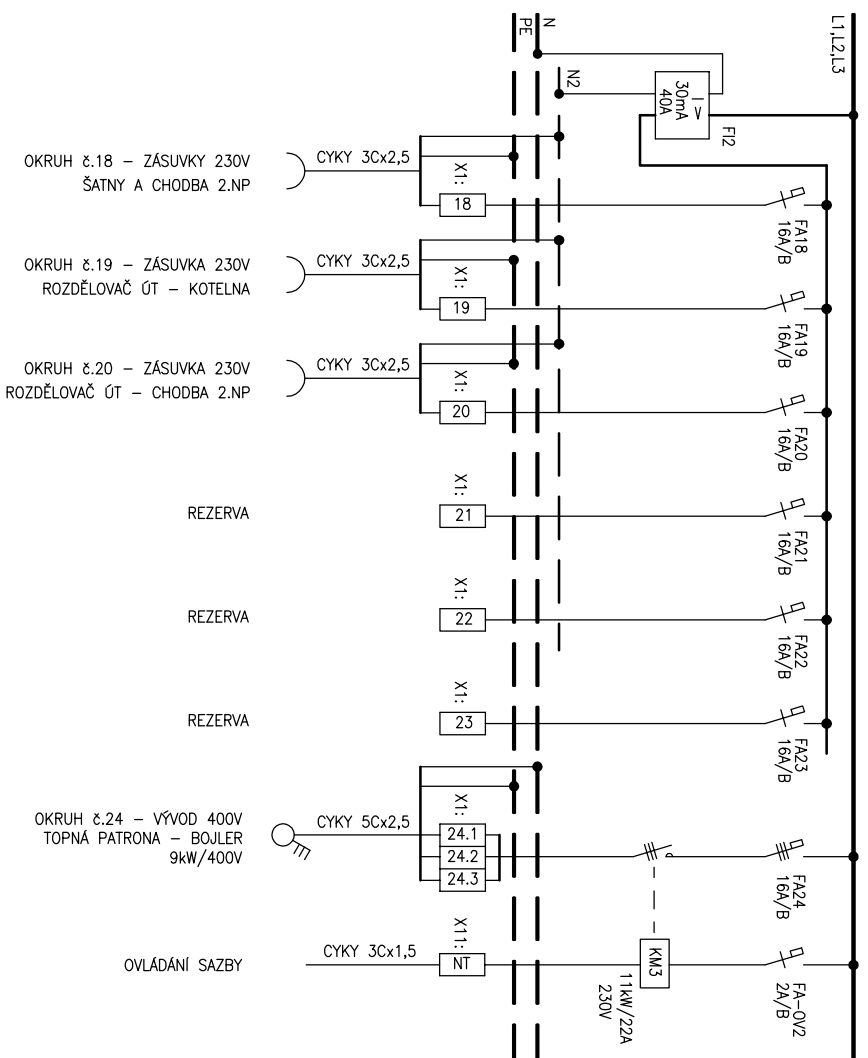 L1,L2,L3
N
PE
N2
I >
30mA
40A
FI2
OKRUH č.18 – ZÁSUVKY 230V
ŠATNY A CHODBA 2.NP
CYKY 3Cx2,5
X1:
18
FA18
16A/B
OKRUH č.19 – ZÁSUVKA 230V
ROZDĚLOVAČ ÚT – KOTELNA
CYKY 3Cx2,5
X1:
19
FA19
16A/B
OKRUH č.20 – ZÁSUVKA 230V
ROZDĚLOVAČ ÚT – CHODBA 2.NP
CYKY 3Cx2,5
X1:
20
FA20
16A/B
REZERVA
X1:
21
FA21
16A/B
REZERVA
X1:
22
FA22
16A/B
REZERVA
X1:
23
FA23
16A/B
OKRUH č.24 – VÝVOD 400V
TOPNÁ PATRONA – BOJLER
9kW/400V
CYKY 5Cx2,5
X1:
24.1
24.2
24.3
FA24
16A/B
OVLÁDÁNÍ SAZBY
CYKY 3Cx1,5
X11:
NT
KM3
11kW/22A
230V
FA-OV2
2A/B